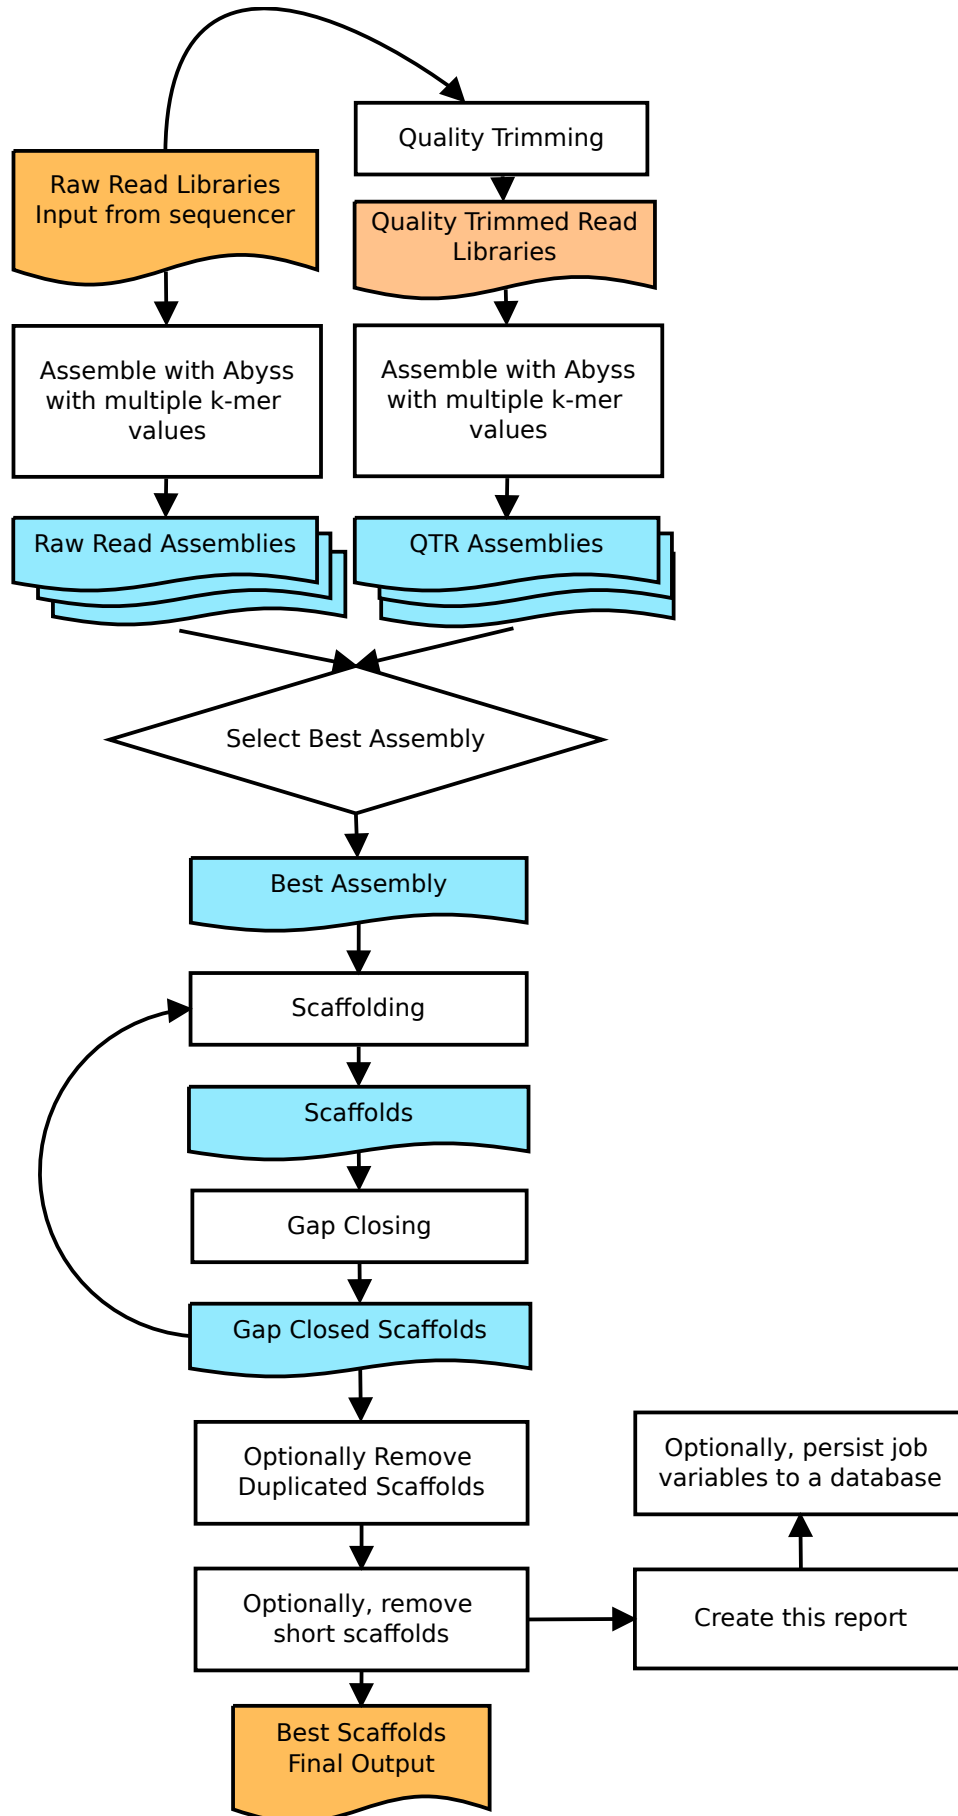 Quality Trimming
Raw Read Libraries
Input from sequencer
Quality Trimmed Read
Libraries
Assemble with Abyss
with multiple k-mer
values
Assemble with Abyss
with multiple k-mer
values
Raw Read Assemblies
QTR Assemblies
Select Best Assembly
Best Assembly
Scaffolding
Scaffolds
Gap Closing
Gap Closed Scaffolds
Optionally Remove
Duplicated Scaffolds
Optionally, persist job
variables to a database
Optionally, remove
short scaffolds
Create this report
Best Scaffolds
Final Output